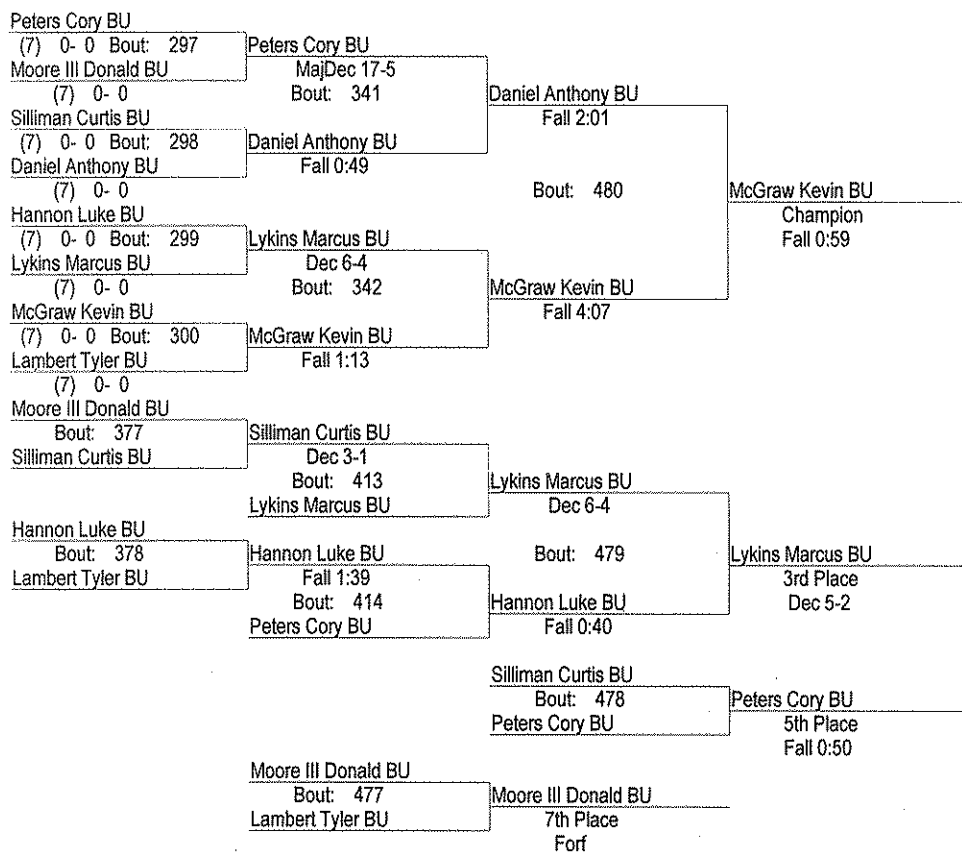 Peters Cory BU
(7) 0- 0 Bout: 297
Moore III Donald BU
(7) 0- 0
Silliman Curtis BU
(7) 0- 0 Bout: 298
Daniel Anthony BU
(7) 0- 0
Hannon Luke BU
(7) 0- 0 Bout: 299
Lykins Marcus BU
(7) 0- 0
McGraw Kevin BU
(7) 0- 0 Bout: 300
Lambert Tyler BU
(7) 0- 0
Peters Cory BU
MajDec 17-5
Bout: 341
Daniel Anthony BU
Fall 0:49
Lykins Marcus BU
Dec 6-4
Bout: 342
McGraw Kevin BU
Fall 1:13
Daniel Anthony BU
Fall 2:01
Bout: 480
McGraw Kevin BU
Fall 4:07
McGraw Kevin BU
Champion
Fall 0:59
Moore III Donald BU
Bout: 377
Silliman Curtis BU
Hannon Luke BU
Bout: 378
Lambert Tyler BU
Silliman Curtis BU
Dec 3-1
Bout: 413
Lykins Marcus BU
Hannon Luke BU
Fall 1:39
Bout: 414
Peters Cory BU
Lykins Marcus BU
Dec 6-4
Bout: 479
Hannon Luke BU
Fall 0:40
Lykins Marcus BU
3rd Place
Dec 5-2
Silliman Curtis BU
Bout: 478
Peters Cory BU
Peters Cory BU
5th Place
Fall 0:50
Moore III Donald BU
Bout: 477
Lambert Tyler BU
Moore III Donald BU
7th Place
Forf